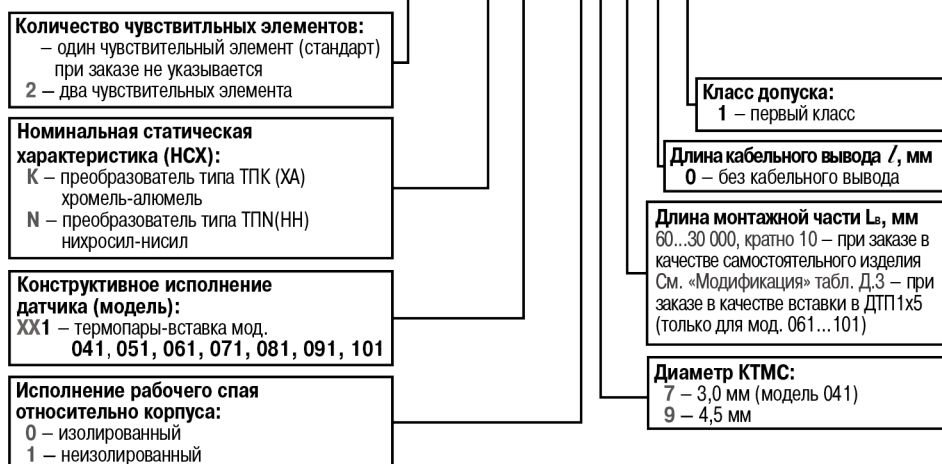 Количество чувствитльных элементов:
– один чувствительный элемент (стандарт)
при заказе не указывается
2 – два чувствительных элемента
Номинальная статическая
характеристика (НСХ):
К – преобразователь типа ТПК (ХА)
хромель-алюмель
N – преобразователь типа ТПN(НН)
нихросил-нисил
Конструктивное исполнение
датчика (модель):
ХХ1 – термопары-вставка мод.
041, 051, 061, 071, 081, 091, 101
Исполнение рабочего спая
относительно корпуса:
0 – изолированный
1 – неизолированный
Класс допуска:
1 – первый класс
Длина кабельного вывода ℓ, мм
0 – без кабельного вывода
Длина монтажной части Lв, мм
60...30 000, кратно 10 – при заказе в
качестве самостоятельного изделия
См. «Модификация» табл. Д.3 – при
заказе в качестве вставки в ДТП1х5
(только для мод. 061...101)
Диаметр КТМС:
7 – 3,0 мм (модель 041)
9 – 4,5 мм